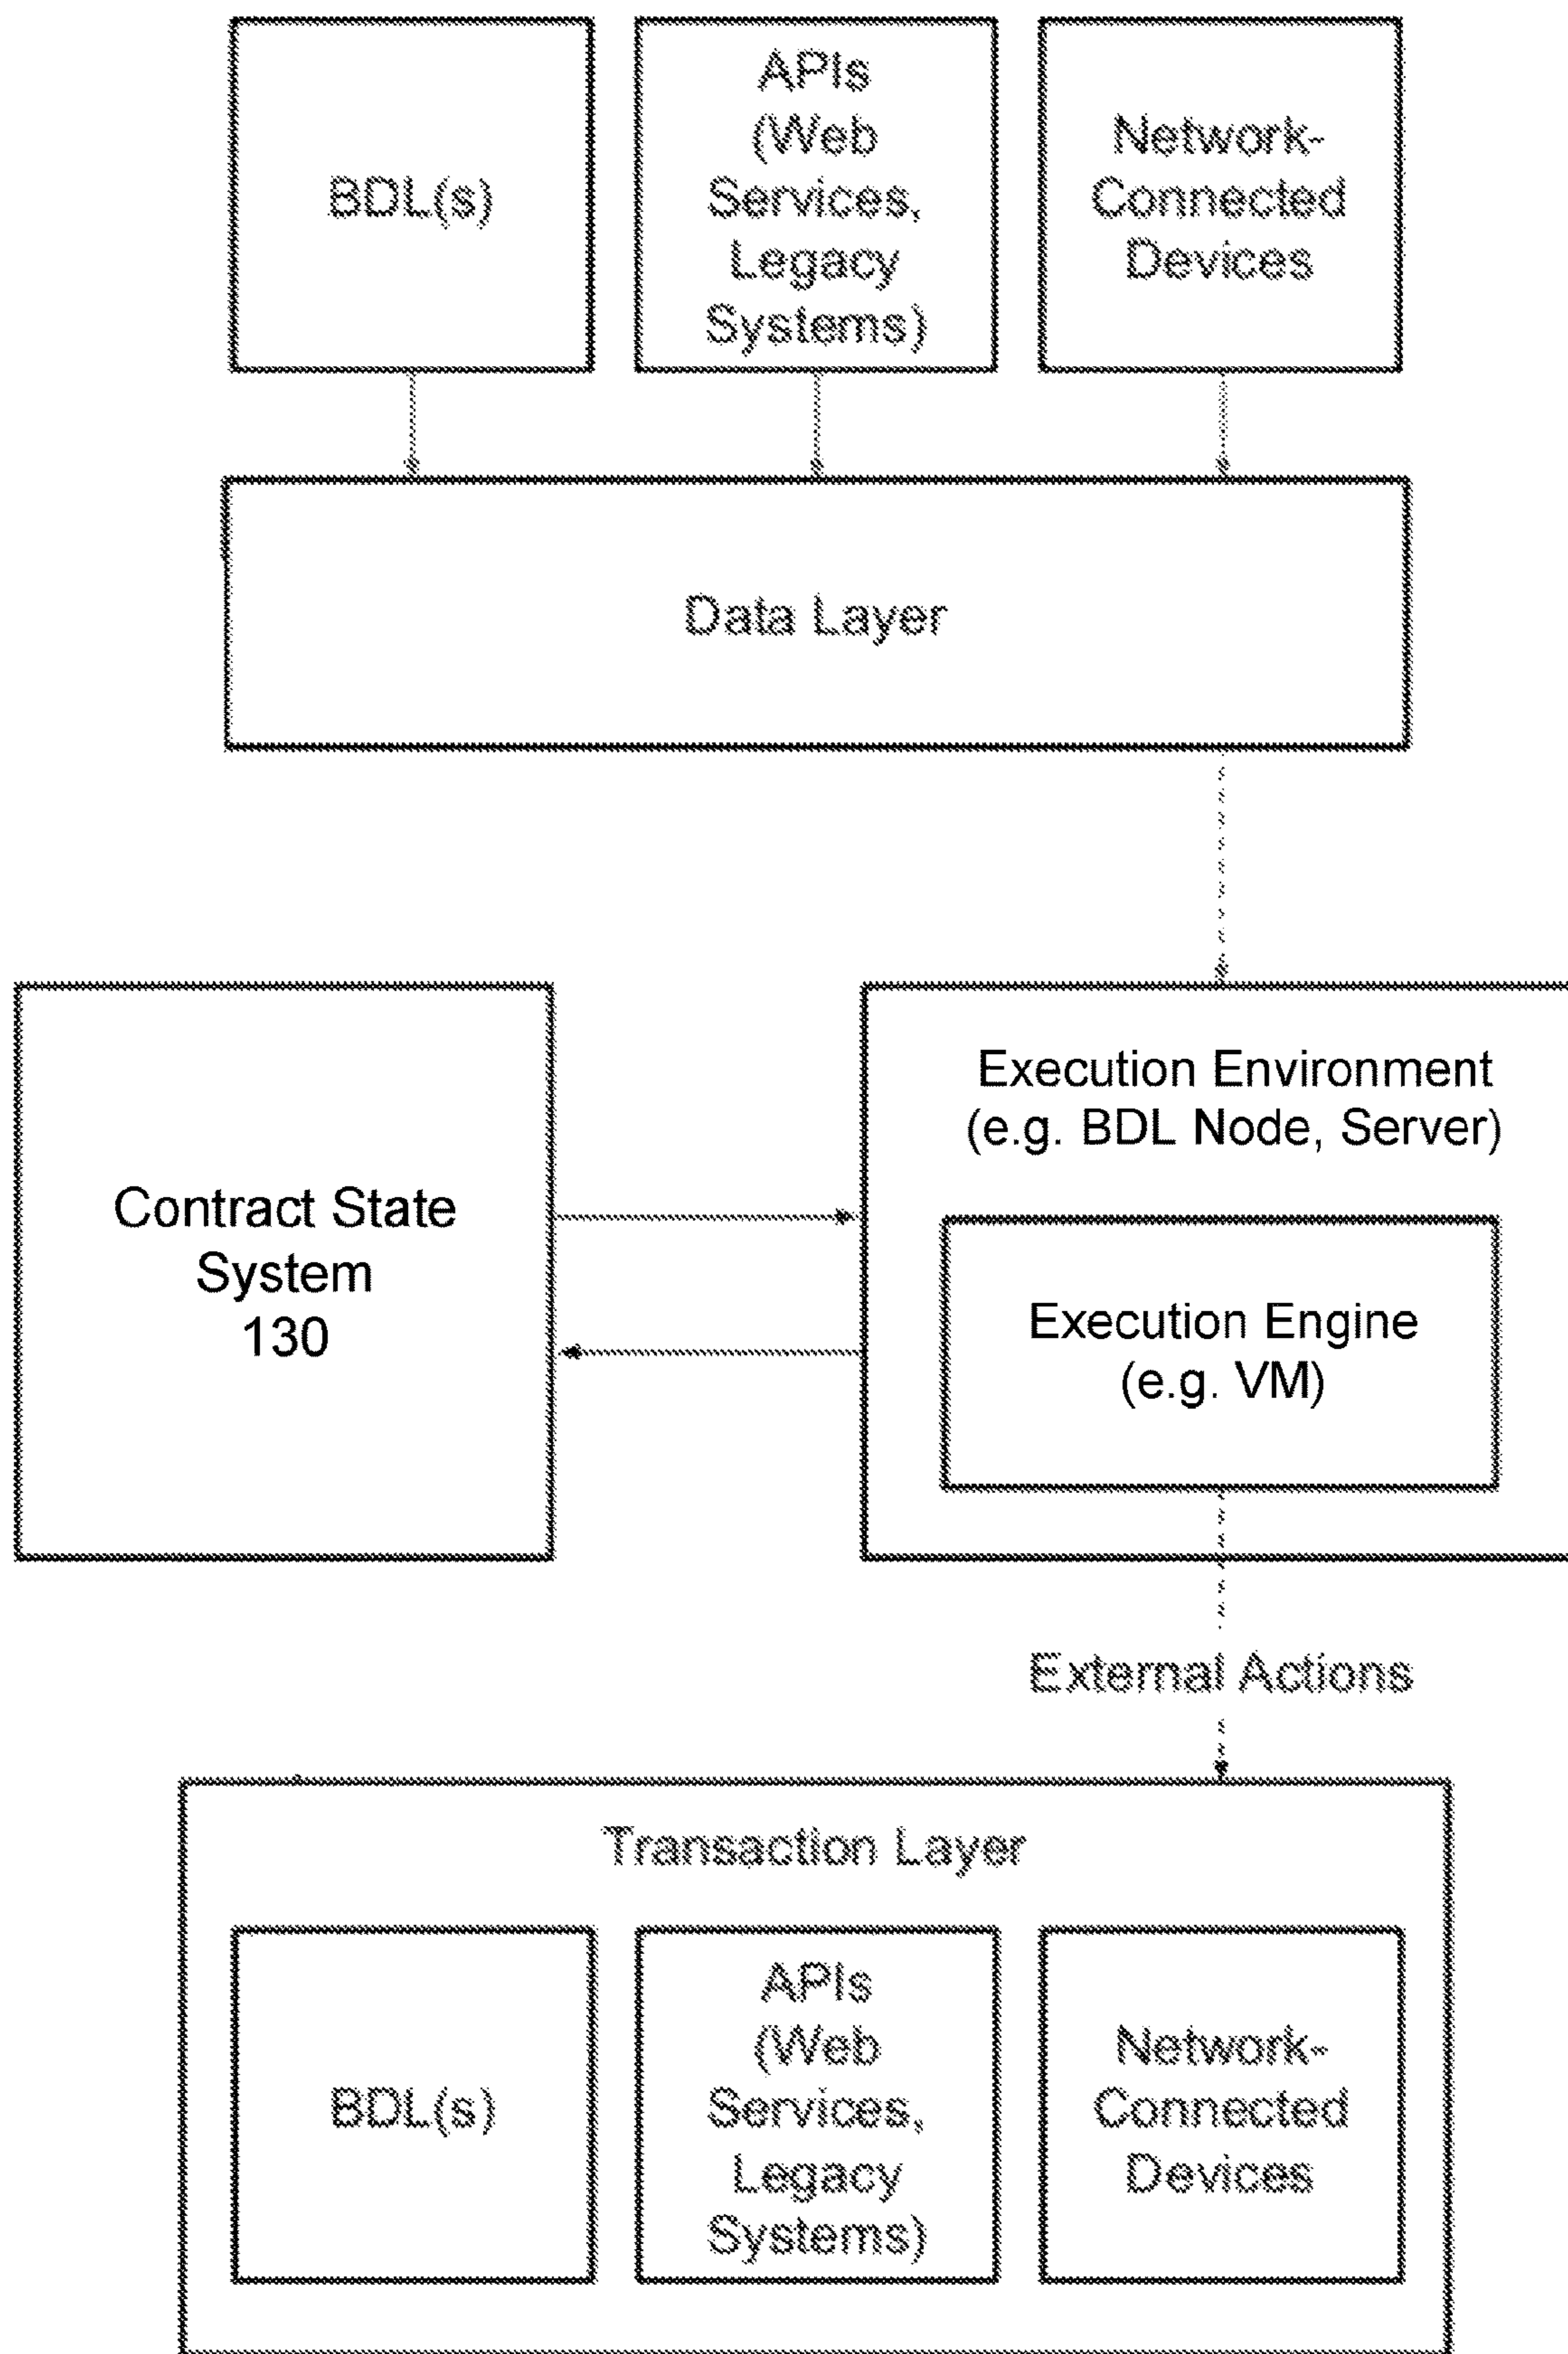 BDL(s)
APIs
(Web
Services,
Legacy
Systems)
Network-
Connected
Devices
Data Layer
Contract State
System
130
Execution Environment
(e.g. BDL Node, Server)
Execution Engine
(e.g. VM)
External Actions
Transaction Layer
BDL(s)
APIs
(Web
Services,
Legacy
Systems)
Network-
Connected
Devices